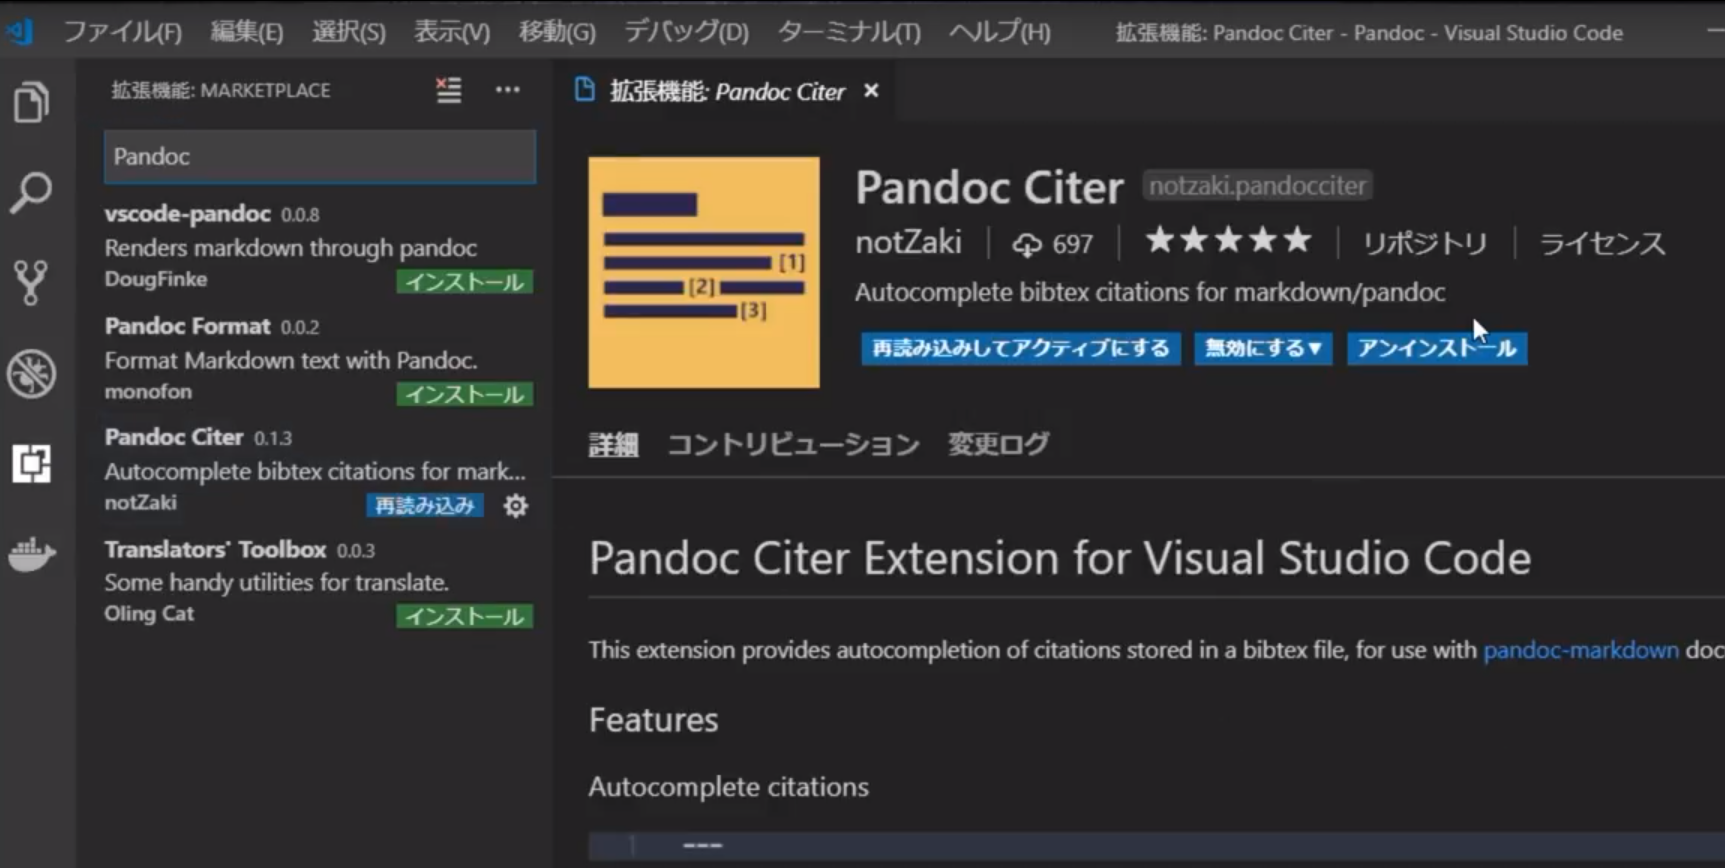 ファイル(F) 編集(E) 選択(S) 表示(V) 移動(G) デバッグ(D) ターミナル(T) ヘルプ(H) 拡張機能: Pandoc Citer - Pandoc - Visual Studio Code
拡張機能: MARKETPLACE
Pandoc
vscode-pandoc 0.0.8
Renders markdown through pandoc
DougFinke インストール
Pandoc Format 0.0.2
Format Markdown text with Pandoc.
monofon インストール
Pandoc Citer 0.1.3
Autocomplete bibtex citations for mark...
notZaki 再読み込み
Translators' Toolbox 0.0.3
Some handy utilities for translate.
Oling Cat インストール
拡張機能: Pandoc Citer
[1]
[2]
[3]
Pandoc Citer notzaki.pandocciter
notZaki 697 リポジトリ ライセンス
Autocomplete bibtex citations for markdown/pandoc
再読み込みしてアクティブにする 無効にする▼ アンインストール
詳細 コントリビューション 変更ログ
Pandoc Citer Extension for Visual Studio Code
This extension provides autocompletion of citations stored in a bibtex file, for use with pandoc-markdown doc
Features
Autocomplete citations
1 ---